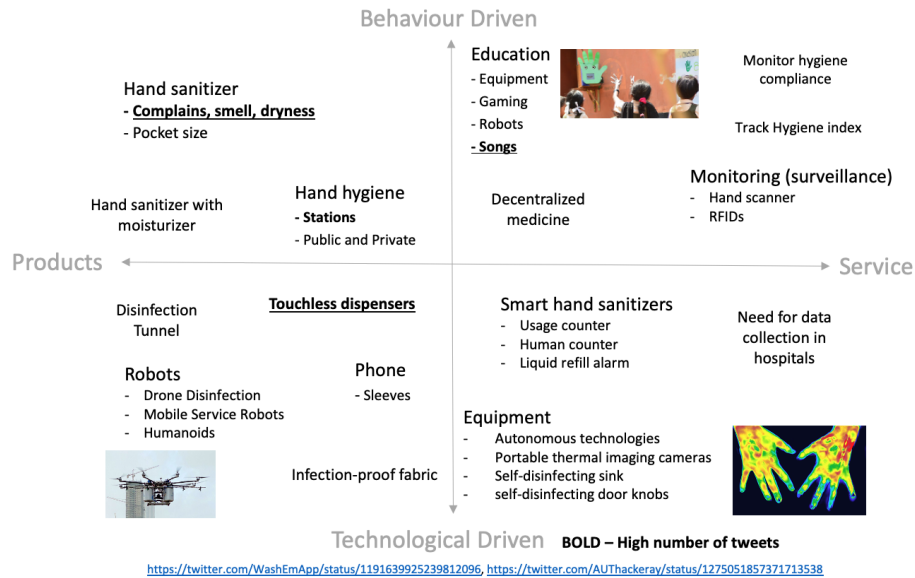 Behaviour Driven
Education
- Equipment
- Gaming
- Robots
- Songs
Monitor hygiene
compliance
Track Hygiene index
Hand sanitizer
- Complains, smell, dryness
- Pocket size
Monitoring (surveillance)
- Hand scanner
- RFIDs
Hand hygiene
- Stations
- Public and Private
Hand sanitizer with
moisturizer
Decentralized
medicine
Products
Service
Disinfection
Tunnel
Touchless dispensers
Smart hand sanitizers
- Usage counter
- Human counter
- Liquid refill alarm
Need for data
collection in
hospitals
Robots
- Drone Disinfection
- Mobile Service Robots
- Humanoids
Phone
- Sleeves
Equipment
- Autonomous technologies
- Portable thermal imaging cameras
- Self-disinfecting sink
- self-disinfecting door knobs
Infection-proof fabric
Technological Driven
BOLD – High number of tweets
https://twitter.com/WashEmApp/status/1191639925239812096, https://twitter.com/AUThackeray/status/1275051857371713538